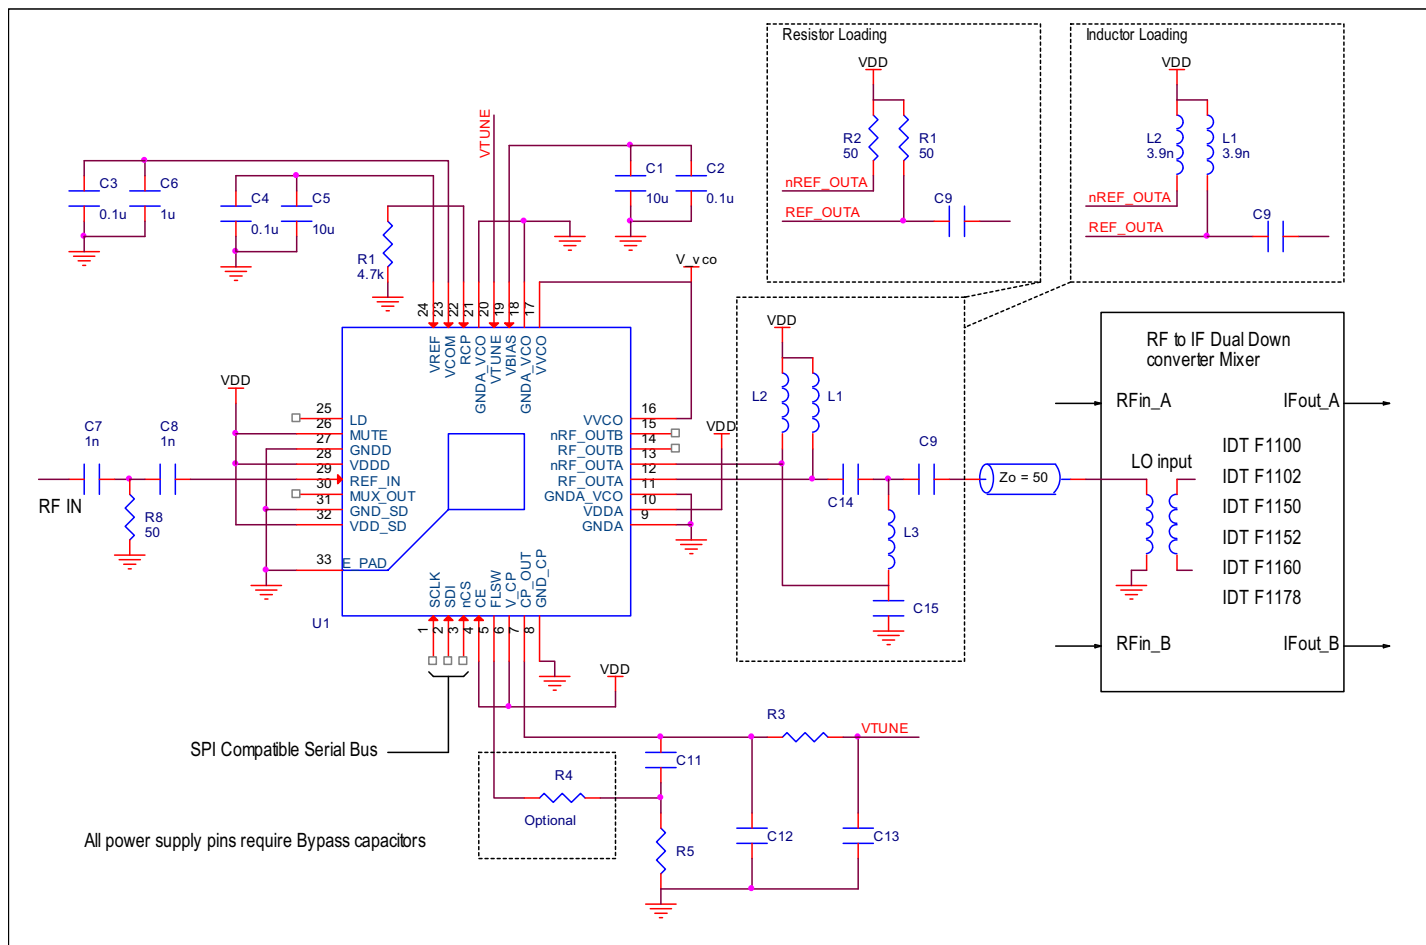 Resistor Loading
VDD
R2
50
R1
50
nREF_OUTA
REF_OUTA
C9
Inductor Loading
VDD
L2
3.9n
L1
3.9n
nREF_OUTA
REF_OUTA
C9
VTUNE
C3
0.1u
C6
1u
C4
0.1u
C5
10u
R1
4.7k
C1
10u
C2
0.1u
V_vco
24
23
22
21
20
19
18
17
VREF
VCOM
RCP
GNDA_VCO
VTUNE
VBIAS
GNDA_VCO
VVCO
VDD
25
LD
26
MUTE
27
GNDD
28
VDDD
29
REF_IN
30
MUX_OUT
31
GND_SD
32
VDD_SD
33
E_PAD
C7
1n
C8
1n
RF IN
R8
50
VVCO
16
nRF_OUTB
15
RF_OUTB
14
nRF_OUTA
13
RF_OUTA
12
GNDA_VCO
11
VDDA
10
GNDA
9
VDD
SCLK
SDI
nCS
CE
FLSW
V_CP
CP_OUT
GND_CP
U1
1
2
3
4
5
6
7
8
VDD
L2
L1
C14
C9
L3
C15
Zo = 50
RF to IF Dual Down
converter Mixer
RFin_A
IFout_A
LO input
IDT F1100
IDT F1102
IDT F1150
IDT F1152
IDT F1160
IDT F1178
RFin_B
IFout_B
VDD
SPI Compatible Serial Bus
R3
VTUNE
C11
R4
Optional
R5
C12
C13
All power supply pins require Bypass capacitors